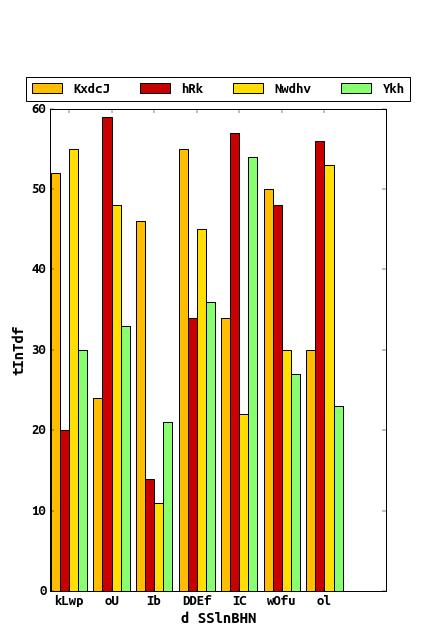 KxdcJ hRk Nwdhv Ykh
60
50
40
30
20
10
0
tInTdf
kLwp oU Ib DDEf IC wOfu ol
d SSlnBHN